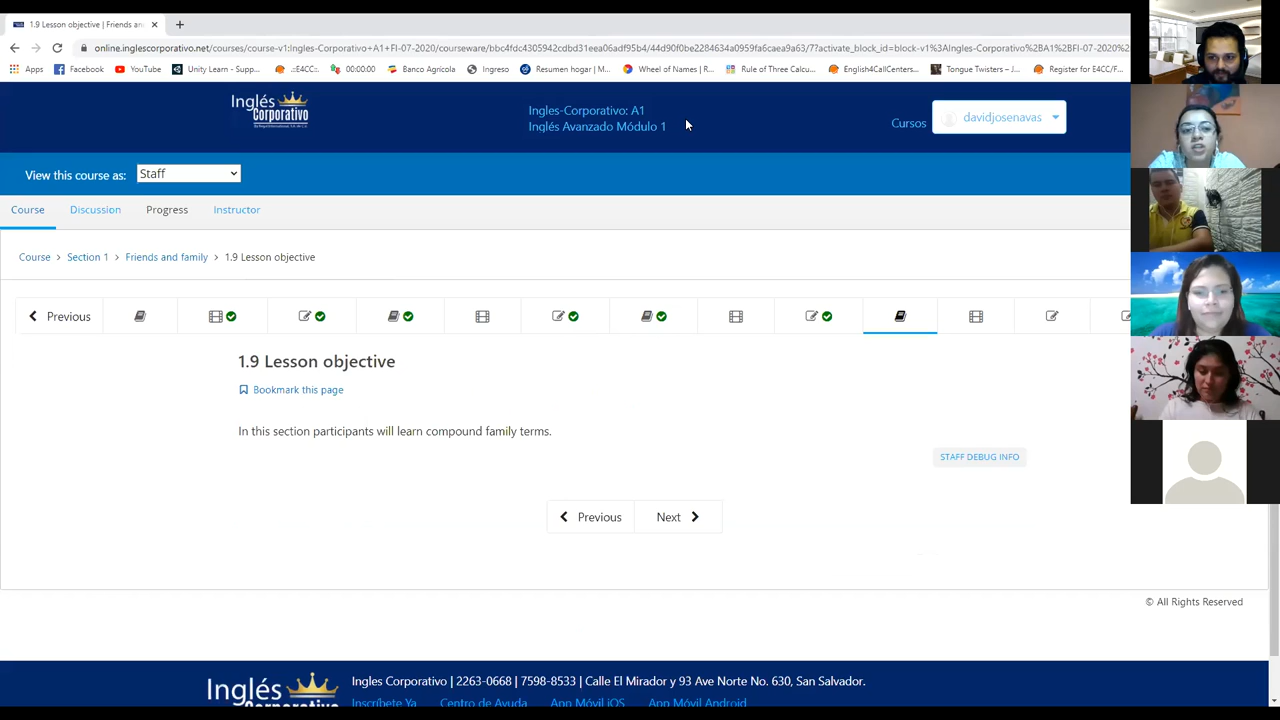 1.9 Lesson objective | Friends an
online.inglescorporativo.net/courses/course-v1:Ingles-Corporativo+A1+FI-07-2020/courseware/bbc4fdc4305942cdbd31eea06adf95b4/44d90f0be2284634a0959fa6caea9a63/7?activate_block_id=block-v1%3AIngles-Corporativo%2BA1%2BFI-07-2020%
Apps Facebook YouTube Unity Learn - Supp... .::E4CC::. 00:00:00 Banco Agrícola Ingreso Resumen hogar | M... Wheel of Names | R... Rule of Three Calcu... English4CallCenters... Tongue Twisters – J... Register for E4CC/F...
Inglés Corporativo
Ingles-Corporativo: A1
Inglés Avanzado Módulo 1
Cursos
davidjosenavas
View this course as: Staff
Course Discussion Progress Instructor
Course > Section 1 > Friends and family > 1.9 Lesson objective
Previous
1.9 Lesson objective
Bookmark this page
In this section participants will learn compound family terms.
STAFF DEBUG INFO
Previous Next
© All Rights Reserved
Inglés Corporativo
Ingles Corporativo | 2263-0668 | 7598-8533 | Calle El Mirador y 93 Ave Norte No. 630, San Salvador.
Inscríbete Ya Centro de Ayuda App Móvil iOS App Móvil Android